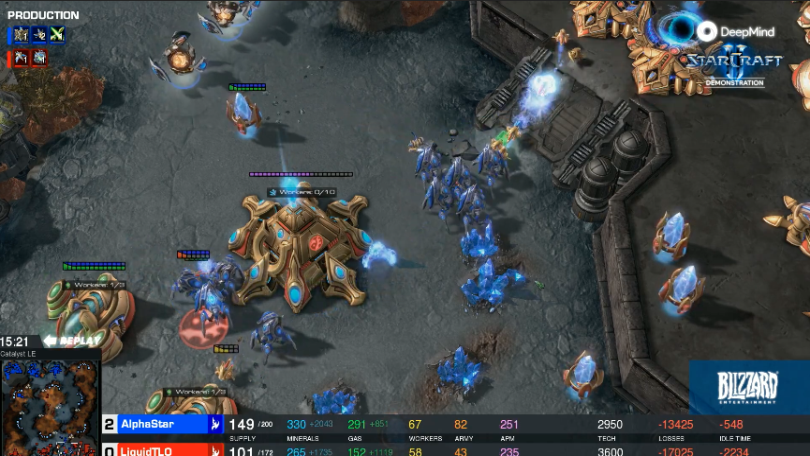 PRODUCTION
DeepMind
STARCRAFT
II
DEMONSTRATION
Workers: 0/10
Workers: 1/3
Workers: 1/3
15:21
REPLAY
Catalyst LE
BLIZZARD
ENTERTAINMENT
2 AlphaStar 149 /200 330 +2043 291 +651 67 82 251 2950 -13425 -548
SUPPLY MINERALS GAS WORKERS ARMY APM TECH LOSSES IDLE TIME
0 LiquidTLO 101 /172 265 +1735 152 +1119 58 43 235 3600 -17025 -2234